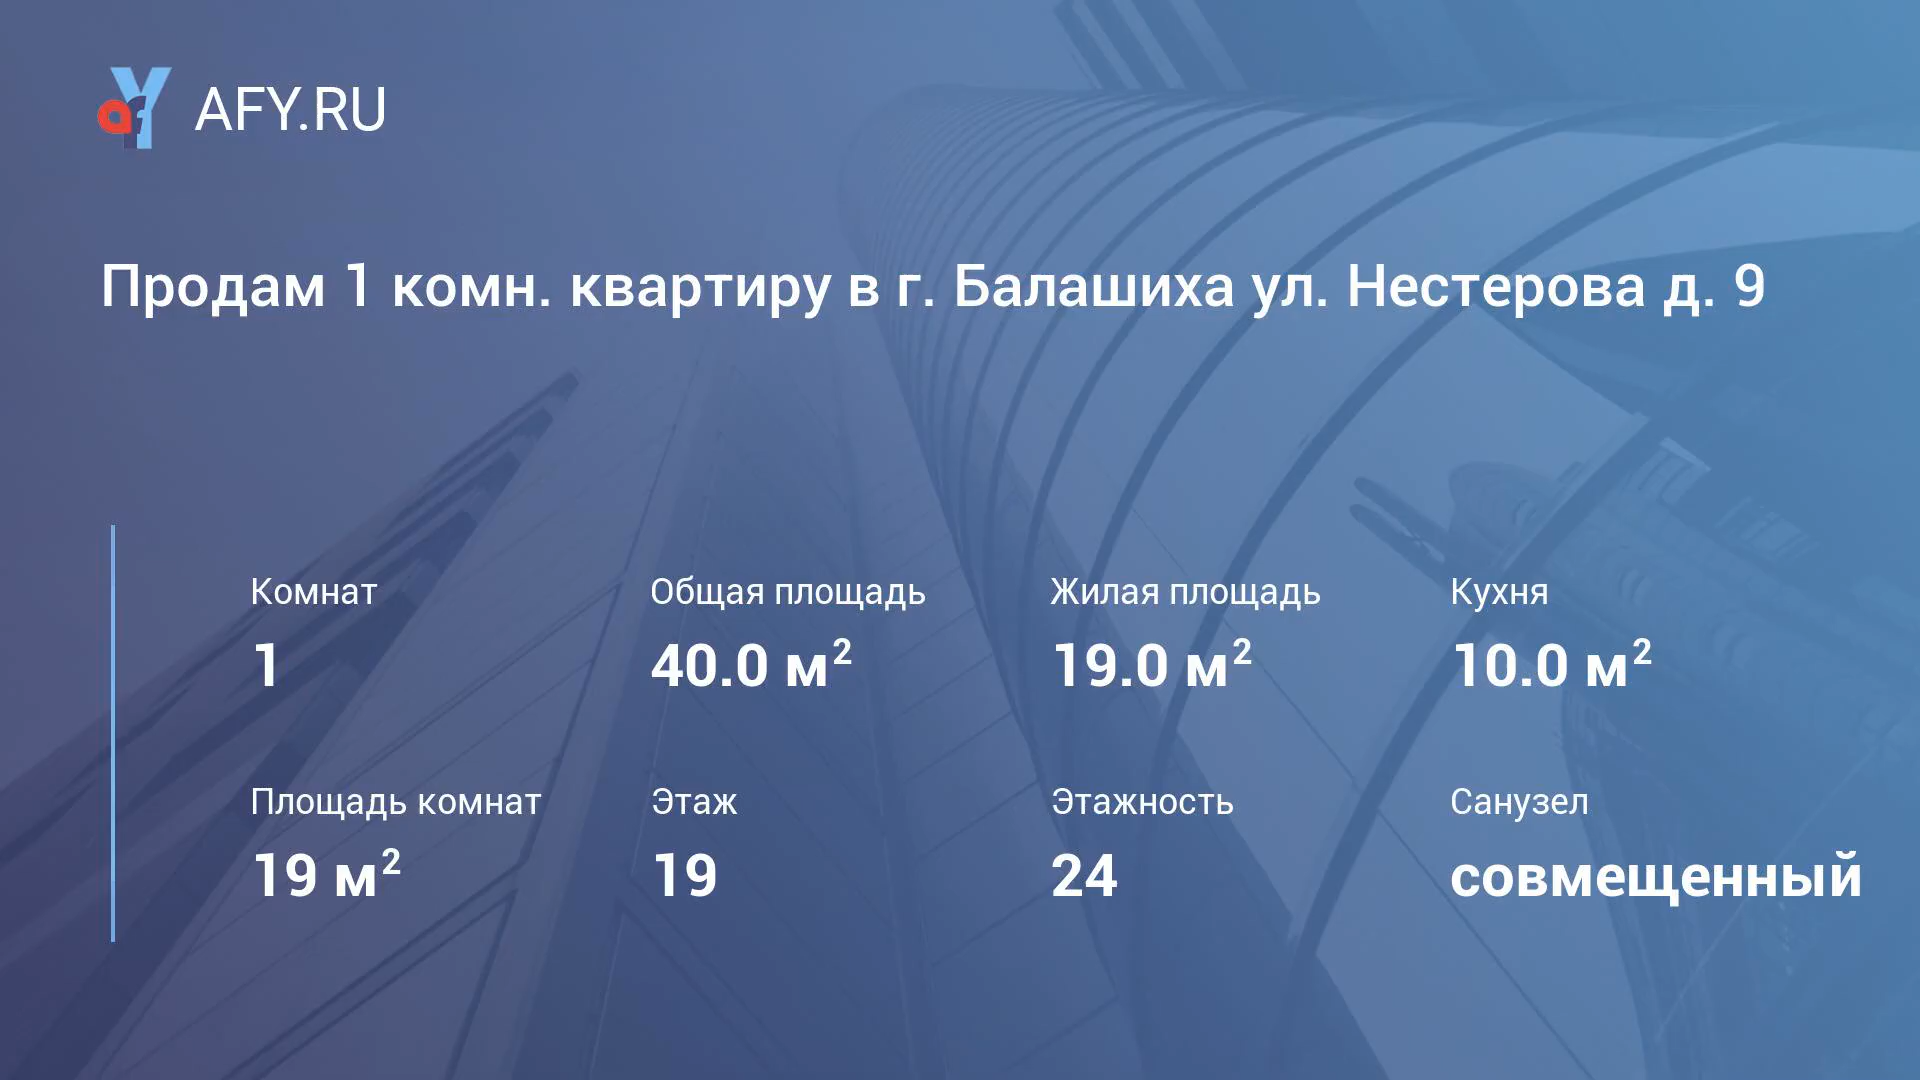 afY AFY.RU
Продам 1 комн. квартиру в г. Балашиха ул. Нестерова д. 9
Комнат Общая площадь Жилая площадь Кухня
1 40.0 м² 19.0 м² 10.0 м²
Площадь комнат Этаж Этажность Санузел
19 м² 19 24 совмещенный